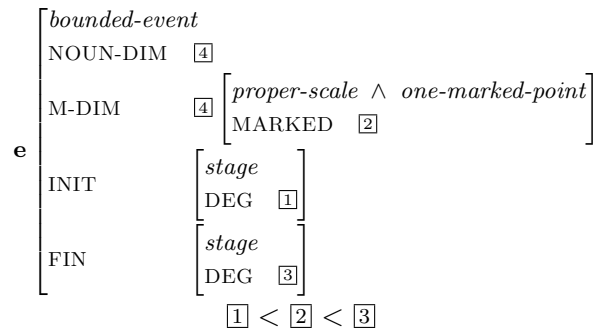 bounded-event
NOUN-DIM 4
M-DIM 4 proper-scale ∧ one-marked-point
MARKED 2
e
INIT stage
DEG 1
FIN stage
DEG 3
1 < 2 < 3